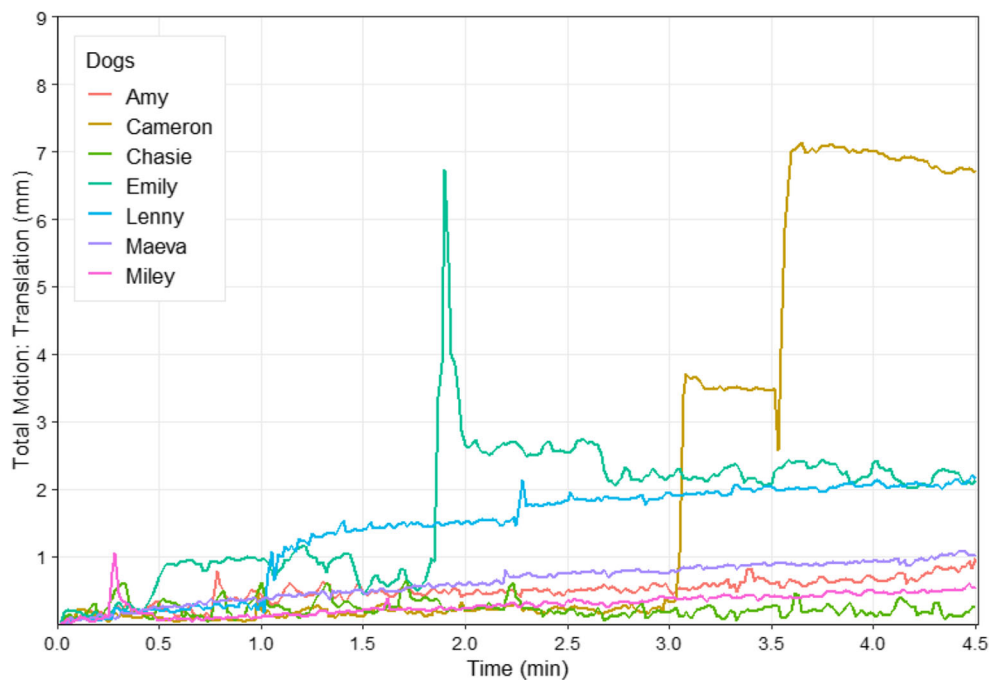 9
8
7
6
5
4
3
2
1
Total Motion: Translation (mm)
Dogs
Amy
Cameron
Chasie
Emily
Lenny
Maeva
Miley
0.0 0.5 1.0 1.5 2.0 2.5 3.0 3.5 4.0 4.5
Time (min)